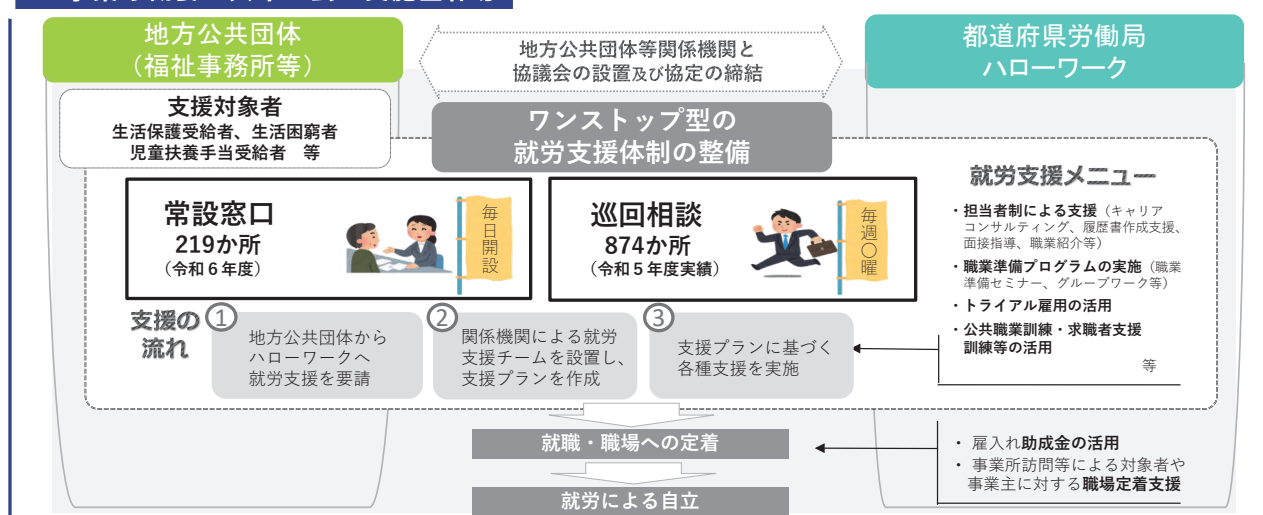 地方公共団体
（福祉事務所等）
地方公共団体等関係機関と
協議会の設置及び協定の締結
都道府県労働局
ハローワーク
支援対象者
生活保護受給者、生活困窮者
児童扶養手当受給者　等
ワンストップ型の
就労支援体制の整備
常設窓口
219か所
（令和６年度）
毎日開設
巡回相談
874か所
（令和５年度実績）
毎週〇曜
就労支援メニュー
・担当者制による支援（キャリア
コンサルティング、履歴書作成支援、
面接指導、職業紹介等）
・職業準備プログラムの実施（職業
準備セミナー、グループワーク等）
・トライアル雇用の活用
・公共職業訓練・求職者支援
訓練等の活用
等
支援の
流れ
①
地方公共団体から
ハローワークへ
就労支援を要請
②
関係機関による就労
支援チームを設置し、
支援プランを作成
③
支援プランに基づく
各種支援を実施
就職・職場への定着
・ 雇入れ助成金の活用
・ 事業所訪問等による対象者や
事業主に対する職場定着支援
就労による自立